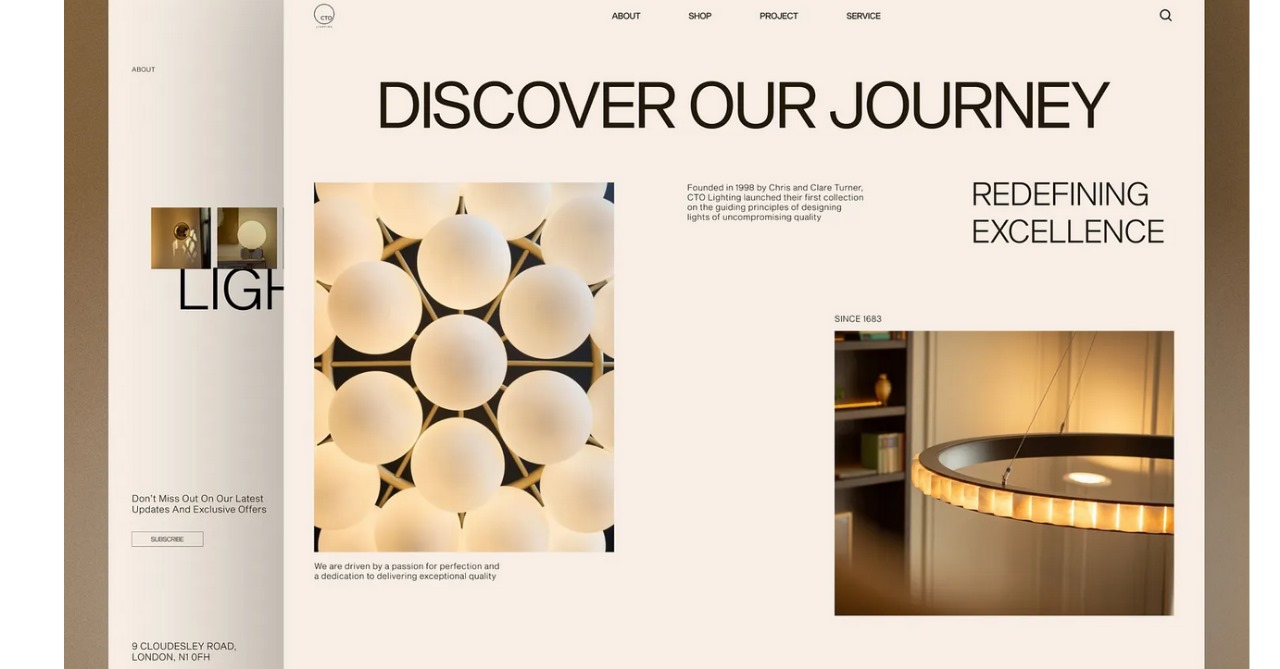 CTO
ABOUT
SHOP
PROJECT
SERVICE
ABOUT
DISCOVER OUR JOURNEY
Founded in 1998 by Chris and Clare Turner,
CTO Lighting launched their first collection
on the guiding principles of designing
lights of uncompromising quality
REDEFINING
EXCELLENCE
LIGH
SINCE 1683
Don't Miss Out On Our Latest
Updates And Exclusive Offers
SUBSCRIBE
We are driven by a passion for perfection and
a dedication to delivering exceptional quality
9 CLOUDESLEY ROAD,
LONDON, N1 0FH